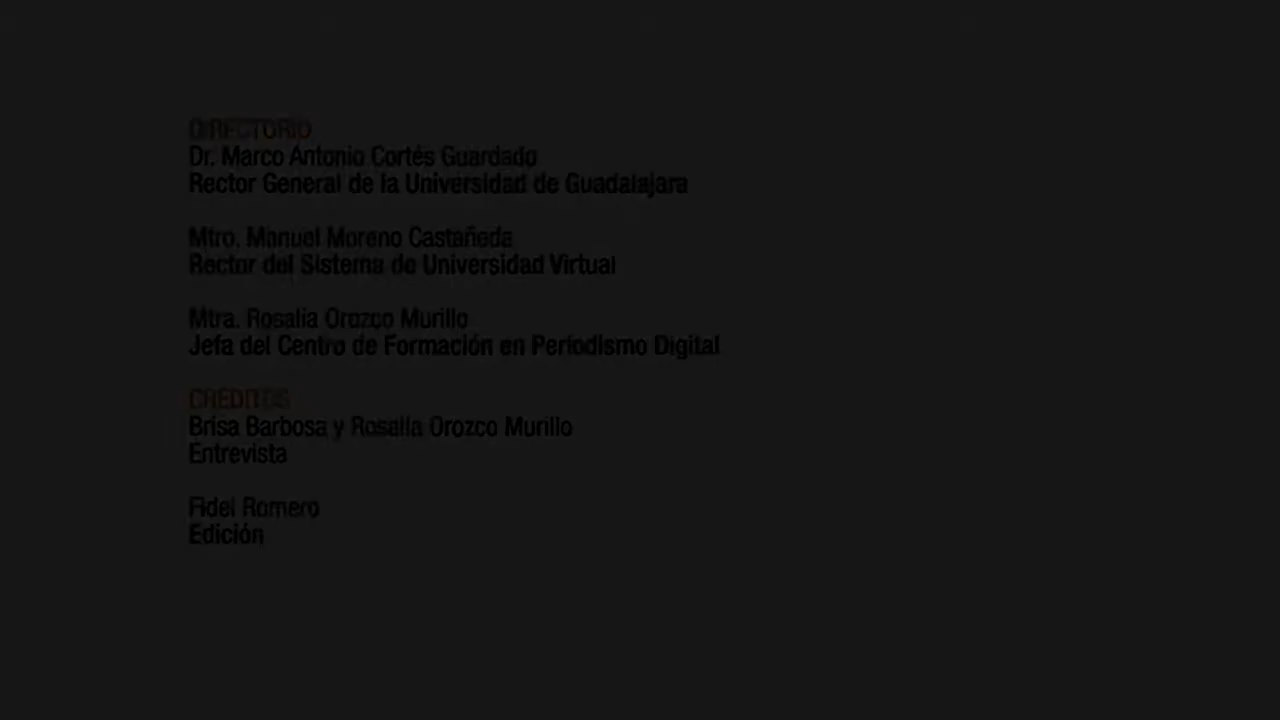 DIRECTORIO
Dr. Marco Antonio Cortés Guardado
Rector General de la Universidad de Guadalajara
Mtro. Manuel Moreno Castañeda
Rector del Sistema de Universidad Virtual
Mtra. Rosalía Orozco Murillo
Jefa del Centro de Formación en Periodismo Digital
CRÉDITOS
Brisa Barbosa y Rosalía Orozco Murillo
Entrevista
Fidel Romero
Edición